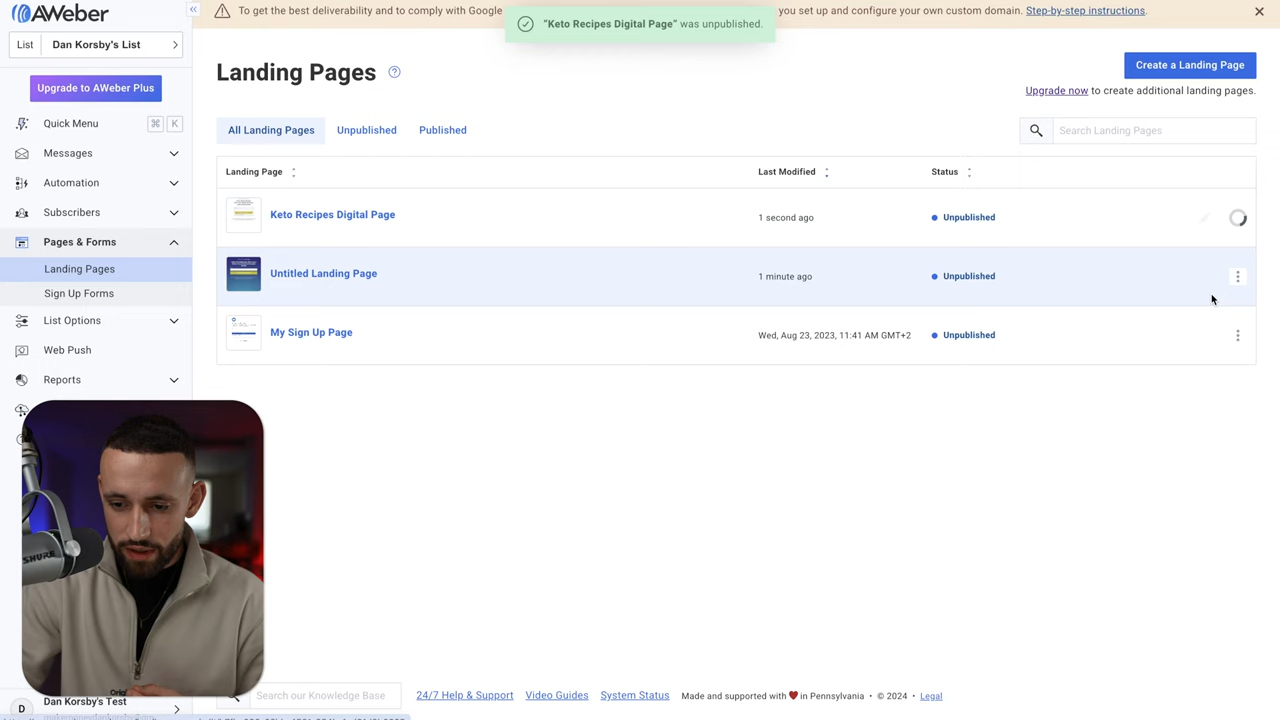 AWeber
To get the best deliverability and to comply with Google
you set up and configure your own custom domain. Step-by-step instructions.
"Keto Recipes Digital Page" was unpublished.
List Dan Korsby's List
Upgrade to AWeber Plus
Quick Menu ⌘ K
Messages
Automation
Subscribers
Pages & Forms
Landing Pages
Sign Up Forms
List Options
Web Push
Reports
Landing Pages
Create a Landing Page
Upgrade now to create additional landing pages.
All Landing Pages Unpublished Published
Search Landing Pages
Landing Page Last Modified Status
Keto Recipes Digital Page 1 second ago Unpublished
Untitled Landing Page 1 minute ago Unpublished
My Sign Up Page Wed, Aug 23, 2023, 11:41 AM GMT+2 Unpublished
SHURE
D Dan Korsby's Test
Search our Knowledge Base 24/7 Help & Support Video Guides System Status Made and supported with ❤ in Pennsylvania • © 2024 • Legal